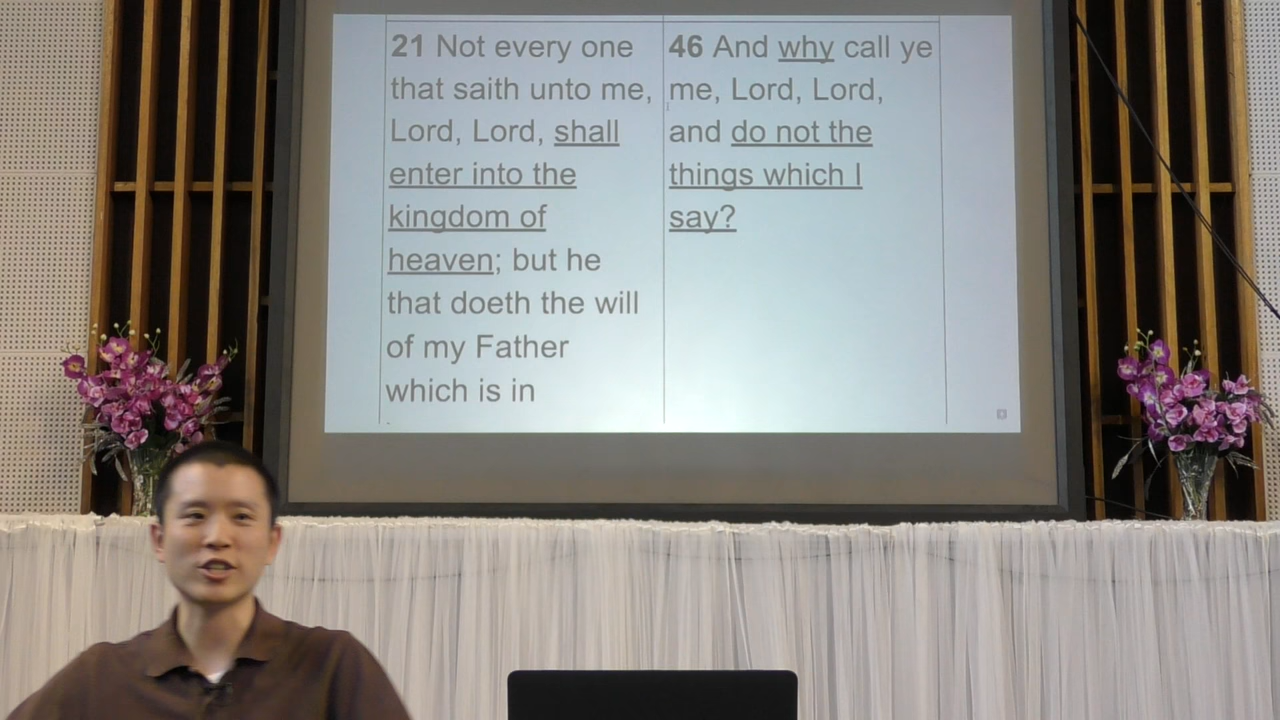 21 Not every one
that saith unto me,
Lord, Lord, shall
enter into the
kingdom of
heaven; but he
that doeth the will
of my Father
which is in
46 And why call ye
me, Lord, Lord,
and do not the
things which I
say?